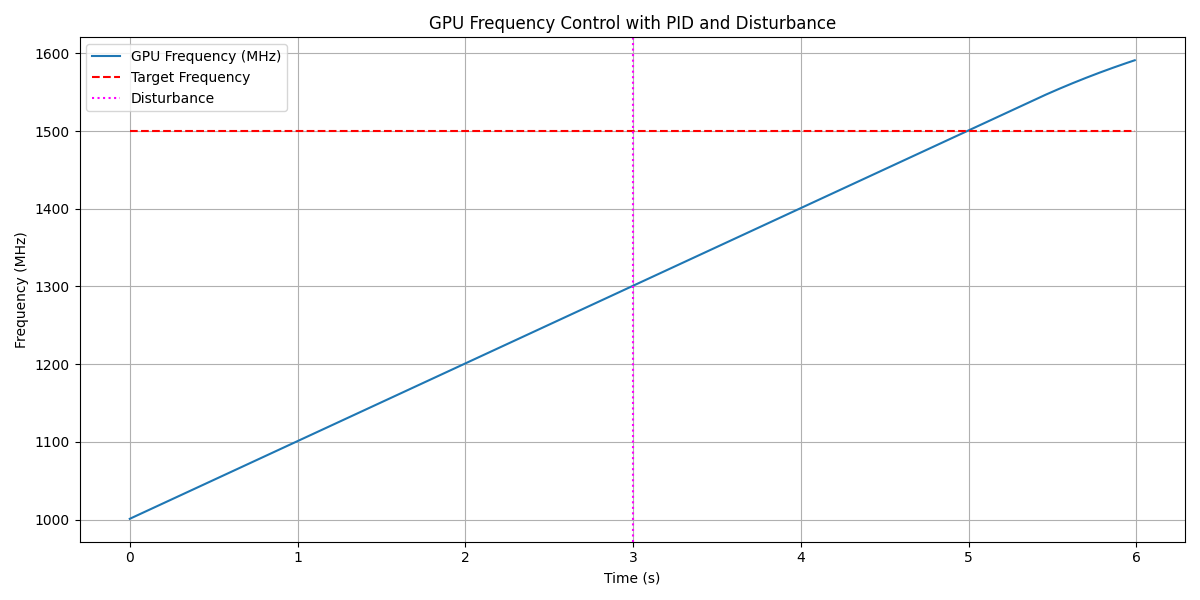 GPU Frequency Control with PID and Disturbance
GPU Frequency (MHz)
Target Frequency
Disturbance
Frequency (MHz)
1600
1500
1400
1300
1200
1100
1000
0 1 2 3 4 5 6
Time (s)